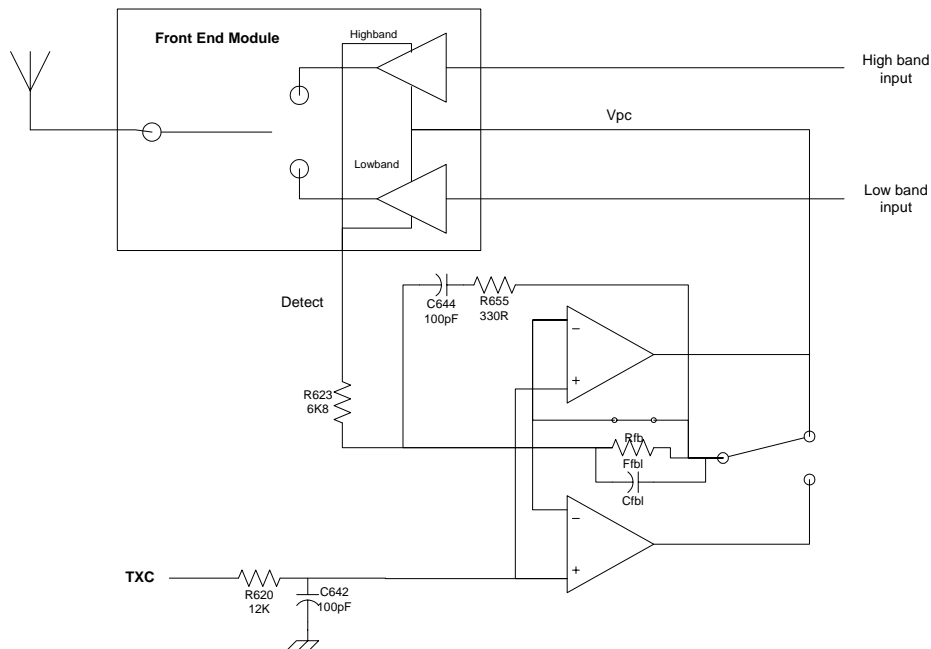 Front End Module
Highband
High band
input
Vpc
Lowband
Low band
input
Detect
C644
100pF
R655
330R
−
+
R623
6K8
Rfb
Ffbl
Cfbl
−
+
TXC
R620
12K
C642
100pF